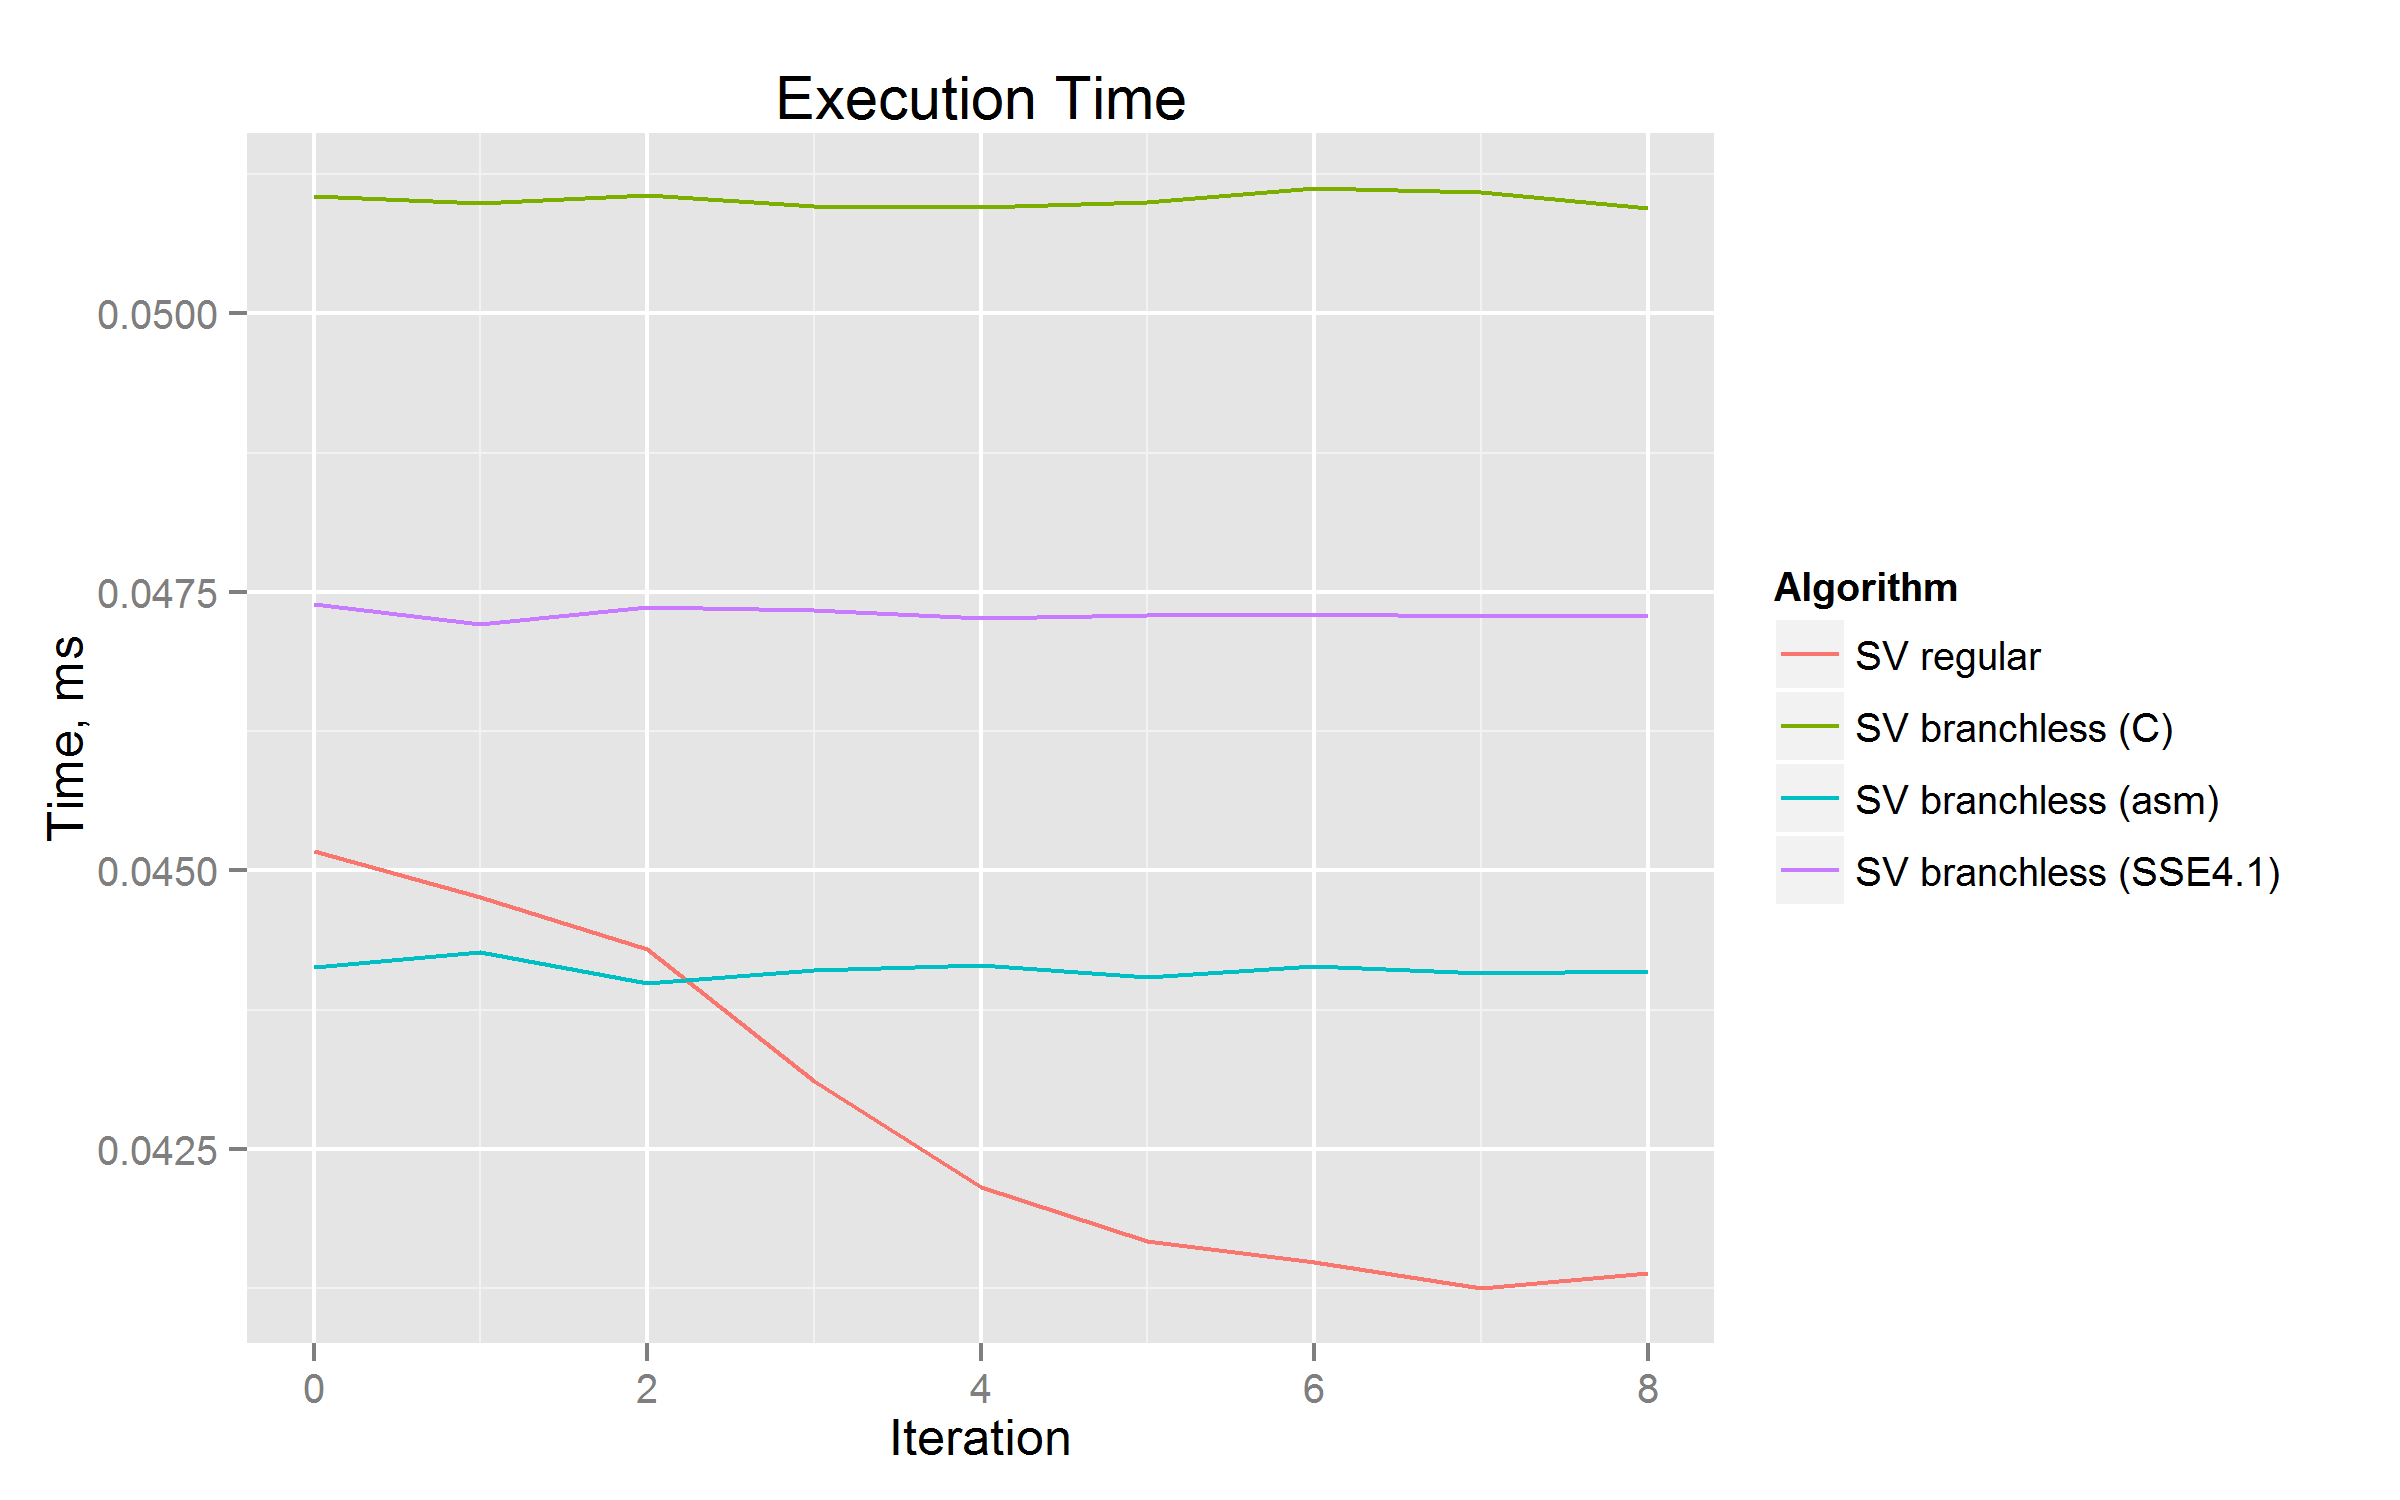 Execution Time
0.0500
0.0475
0.0450
0.0425
Time, ms
0 2 4 6 8
Iteration
Algorithm
SV regular
SV branchless (C)
SV branchless (asm)
SV branchless (SSE4.1)